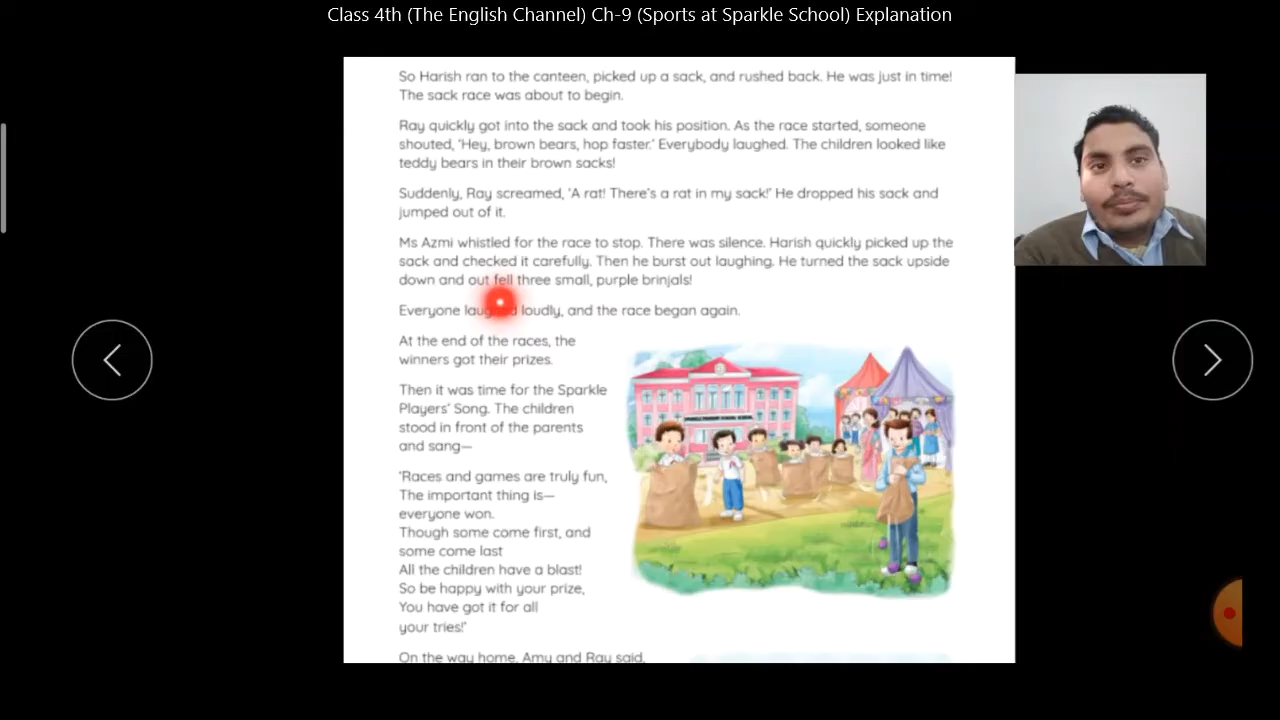 Class 4th (The English Channel) Ch-9 (Sports at Sparkle School) Explanation
So Harish ran to the canteen, picked up a sack, and rushed back. He was just in time!
The sack race was about to begin.
Ray quickly got into the sack and took his position. As the race started, someone
shouted, ‘Hey, brown bears, hop faster.’ Everybody laughed. The children looked like
teddy bears in their brown sacks!
Suddenly, Ray screamed, ‘A rat! There’s a rat in my sack!’ He dropped his sack and
jumped out of it.
Ms Azmi whistled for the race to stop. There was silence. Harish quickly picked up the
sack and checked it carefully. Then he burst out laughing. He turned the sack upside
down and out fell three small, purple brinjals!
Everyone laughed loudly, and the race began again.
At the end of the races, the
winners got their prizes.
Then it was time for the Sparkle
Players’ Song. The children
stood in front of the parents
and sang—
‘Races and games are truly fun,
The important thing is—
everyone won.
Though some come first, and
some come last
All the children have a blast!
So be happy with your prize,
You have got it for all
your tries!’
On the way home, Amy and Ray said,